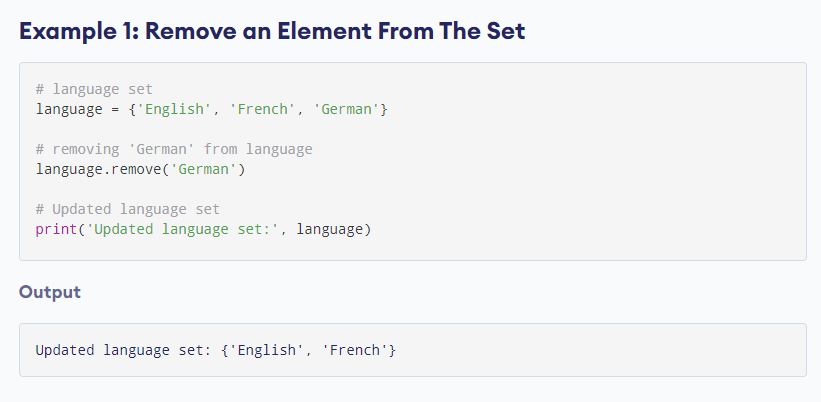 Example 1: Remove an Element From The Set
# language set
language = {'English', 'French', 'German'}
# removing 'German' from language
language.remove('German')
# Updated language set
print('Updated language set:', language)
Output
Updated language set: {'English', 'French'}